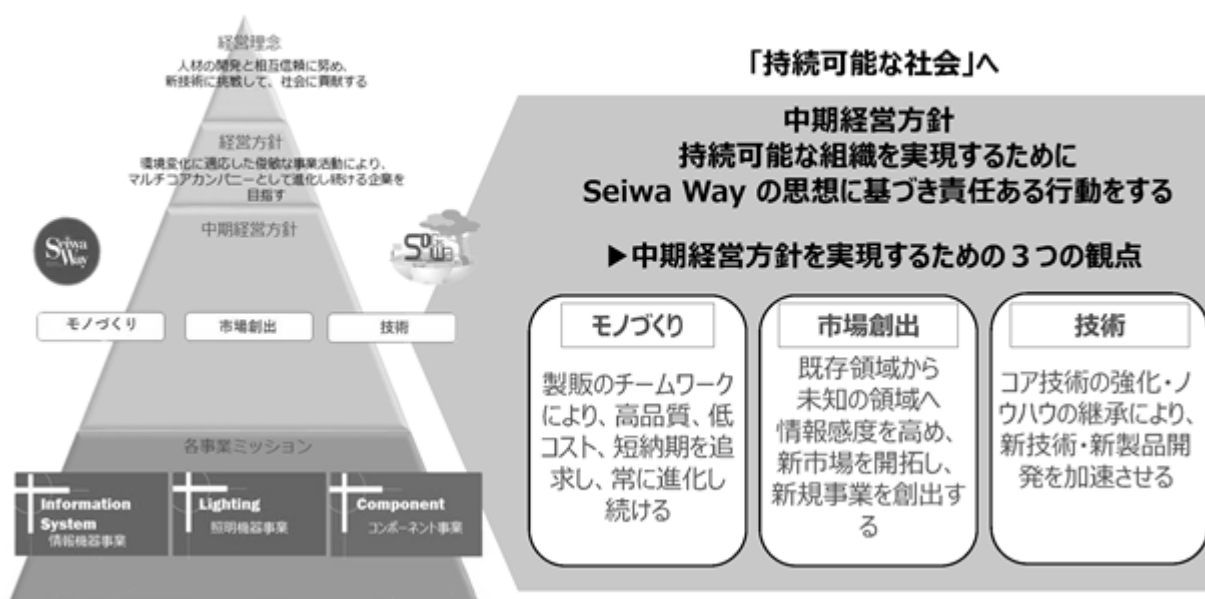 経営理念
人材の開発と相互信頼に努め、
新技術に挑戦して、社会に貢献する
経営方針
環境変化に適応した俊敏な事業活動により、
マルチコアカンパニーとして進化し続ける企業を
目指す
中期経営方針
Seiwa
Way
モノづくり
市場創出
技術
各事業ミッション
Information
System
情報機器事業
Lighting
照明機器事業
Component
コンポーネント事業
「持続可能な社会」へ
中期経営方針
持続可能な組織を実現するために
Seiwa Way の思想に基づき責任ある行動をする
▶中期経営方針を実現するための３つの観点
モノづくり
製販のチームワーク
により、高品質、低
コスト、短納期を追
求し、常に進化し
続ける
市場創出
既存領域から
未知の領域へ
情報感度を高め、
新市場を開拓し、
新規事業を創出す
る
技術
コア技術の強化・ノ
ウハウの継承により、
新技術・新製品開
発を加速させる